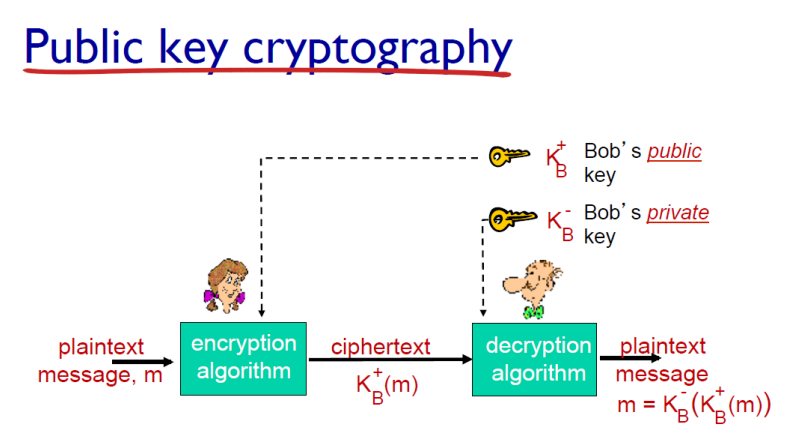 Public key cryptography
K_B^+ Bob's public
key
K_B^- Bob's private
key
plaintext
message, m
encryption
algorithm
ciphertext
K_B^+(m)
decryption
algorithm
plaintext
message
m = K_B^-(K_B^+(m))